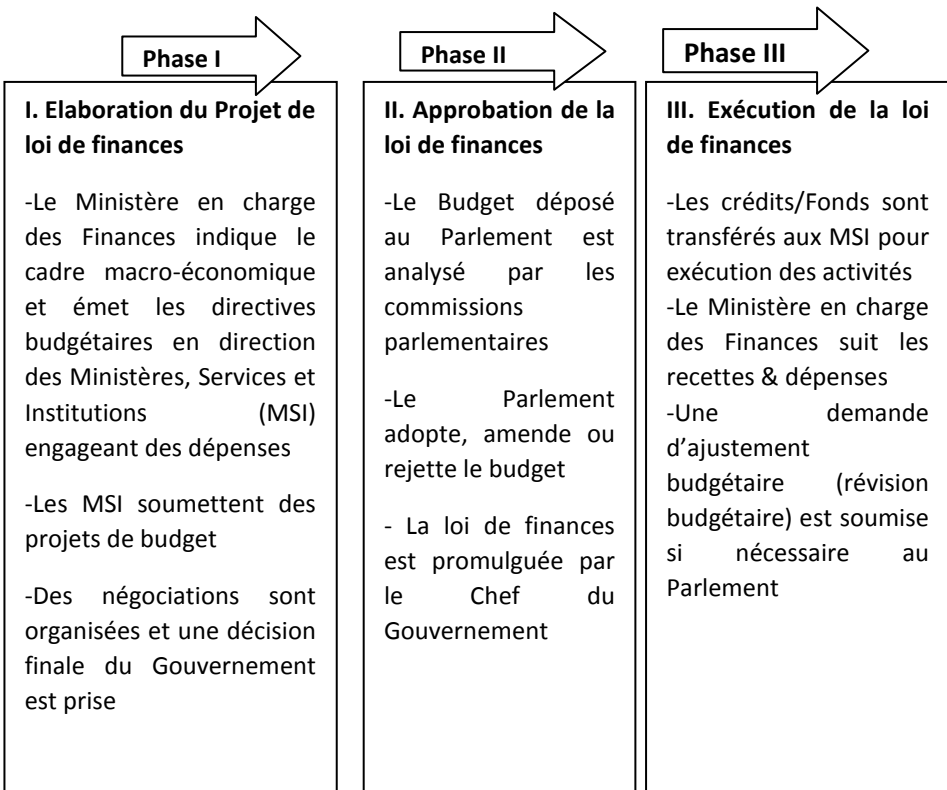 Phase I
I. Elaboration du Projet de
loi de finances
-Le Ministère en charge
des Finances indique le
cadre macro-économique
et émet les directives
budgétaires en direction
des Ministères, Services et
Institutions (MSI)
engageant des dépenses
-Les MSI soumettent des
projets de budget
-Des négociations sont
organisées et une décision
finale du Gouvernement
est prise
Phase II
II. Approbation de la
loi de finances
-Le Budget déposé
au Parlement est
analysé par les
commissions
parlementaires
-Le Parlement
adopte, amende ou
rejette le budget
- La loi de finances
est promulguée par
le Chef du
Gouvernement
Phase III
III. Exécution de la loi
de finances
-Les crédits/Fonds sont
transférés aux MSI pour
exécution des activités
-Le Ministère en charge
des Finances suit les
recettes & dépenses
-Une demande
d’ajustement
budgétaire (révision
budgétaire) est soumise
si nécessaire au
Parlement